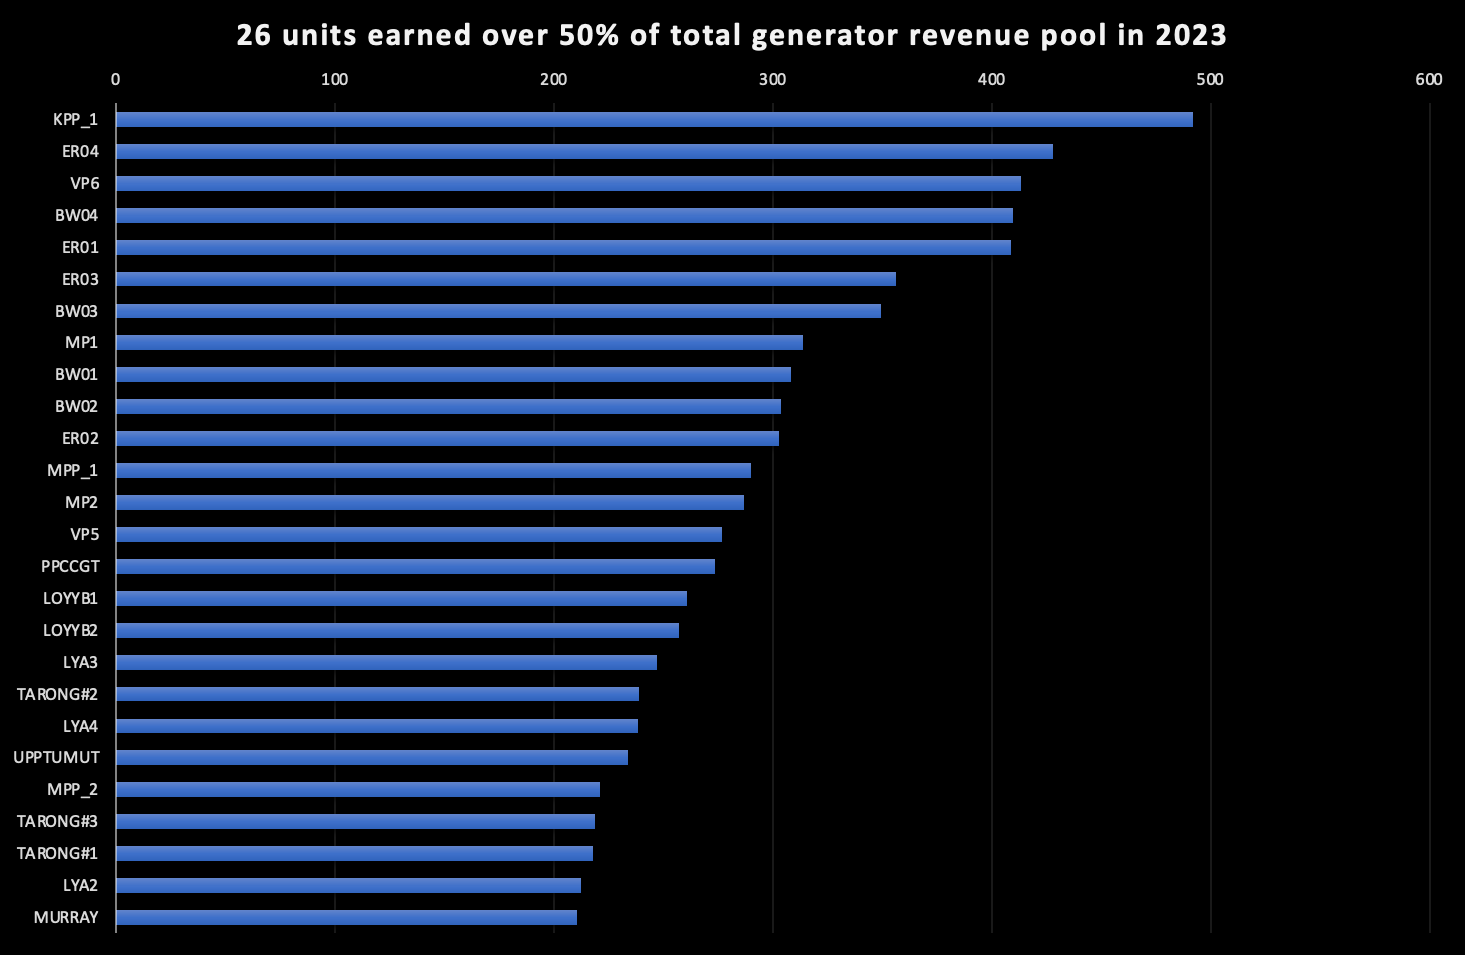 26 units earned over 50% of total generator revenue pool in 2023
0 100 200 300 400 500 600
KPP_1
ER04
VP6
BW04
ER01
ER03
BW03
MP1
BW01
BW02
ER02
MPP_1
MP2
VP5
PPCCGT
LOYYB1
LOYYB2
LYA3
TARONG#2
LYA4
UPPTUMUT
MPP_2
TARONG#3
TARONG#1
LYA2
MURRAY